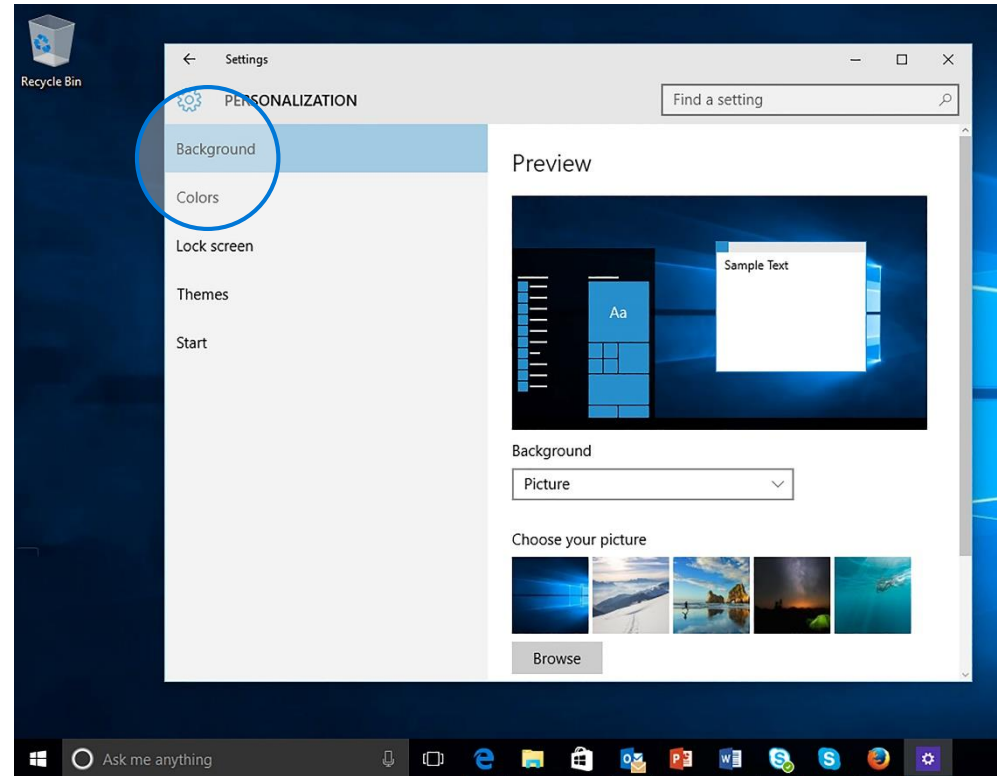 Recycle Bin
Settings
PERSONALIZATION
Find a setting
Background
Colors
Lock screen
Themes
Start
Preview
Sample Text
Aa
Background
Picture
Choose your picture
Browse
Ask me anything